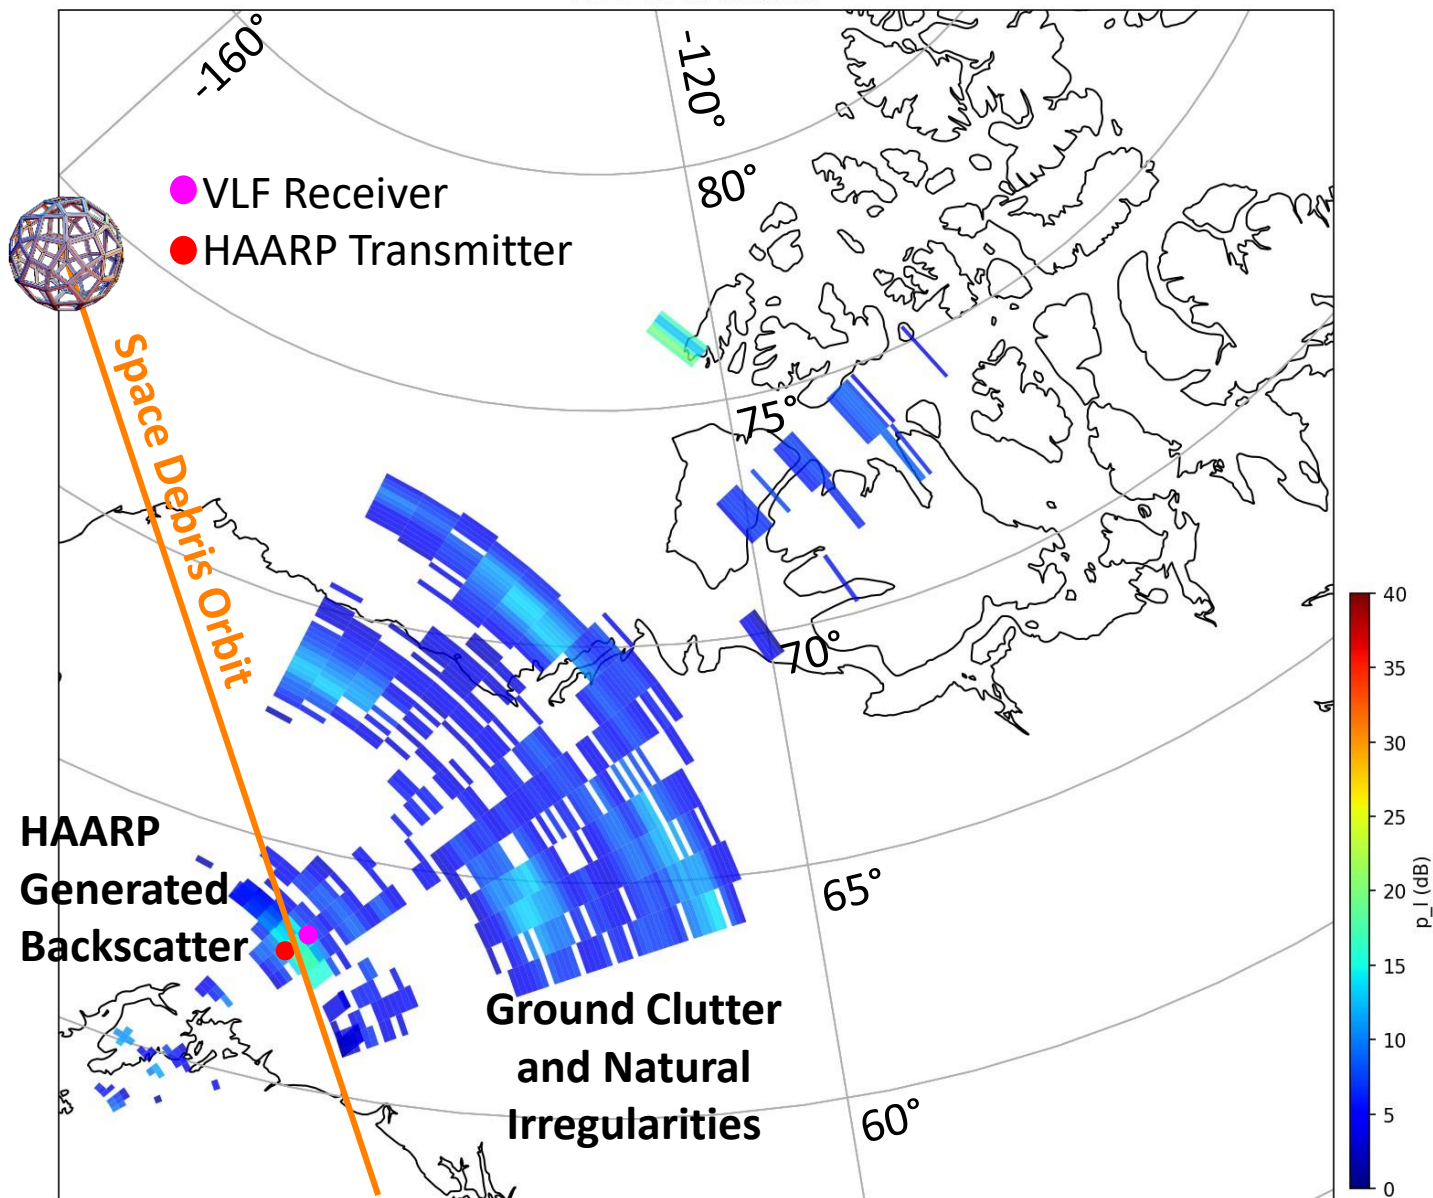 -160°
-120°
VLF Receiver
HAARP Transmitter
80°
75°
Space Debris Orbit
70°
65°
60°
HAARP
Generated
Backscatter
Ground Clutter
and Natural
Irregularities
40
35
30
25
20
15
10
5
0
p_l (dB)